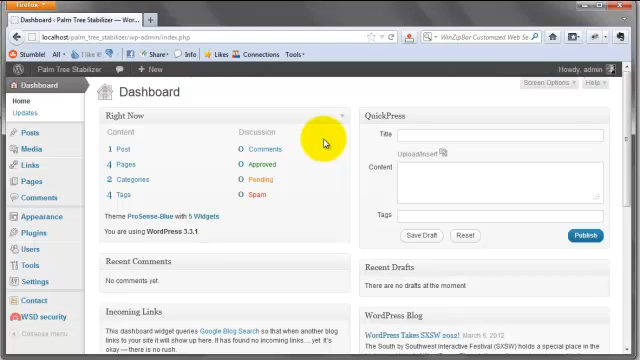 Firefox
Dashboard ‹ Palm Tree Stabilizer — Wor...
localhost/palm_tree_stabilizer/wp-admin/index.php
WinZipBar Customized Web Se
Stumble! All I like it! Share Info Likes Connections Tools
Palm Tree Stabilizer + New Howdy, admin
Dashboard
Home
Updates
Posts
Media
Links
Pages
Comments
Appearance
Plugins
Users
Tools
Settings
Contact
WSD security
Collapse menu
Screen Options Help
Dashboard
Right Now
Content Discussion
1 Post 0 Comments
4 Pages 0 Approved
2 Categories 0 Pending
4 Tags 0 Spam
Theme ProSense-Blue with 5 Widgets
You are using WordPress 3.3.1.
Recent Comments
No comments yet.
Incoming Links
This dashboard widget queries Google Blog Search so that when another blog
links to your site it will show up here. It has found no incoming links... yet. It's
okay — there is no rush.
QuickPress
Title
Upload/Insert
Content
Tags
Save Draft Reset Publish
Recent Drafts
There are no drafts at the moment
WordPress Blog
WordPress Takes SXSW 2012! March 6, 2012
The South by Southwest Interactive Festival (SXSW) holds a special place in the